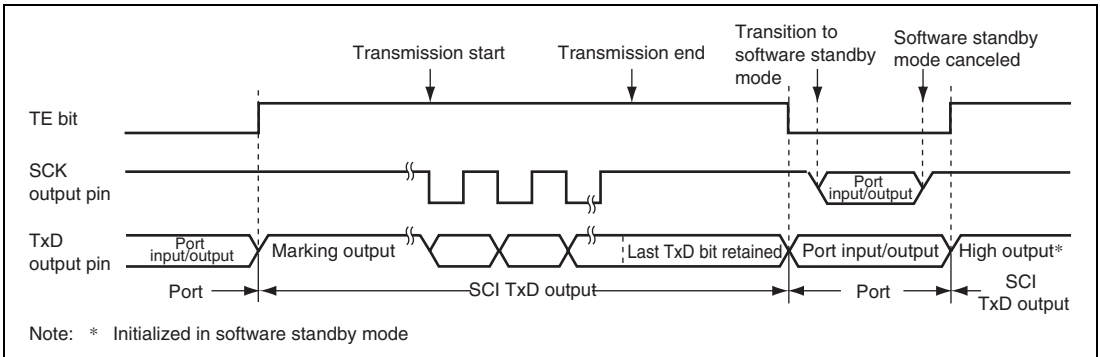 Transmission start
Transmission end
Transition to
software standby
mode
Software standby
mode canceled
TE bit
SCK
output pin
Port
input/output
TxD
output pin
Port
input/output
Marking output
Last TxD bit retained
Port input/output
High output*
Port
SCI TxD output
Port
SCI
TxD output
Note: * Initialized in software standby mode